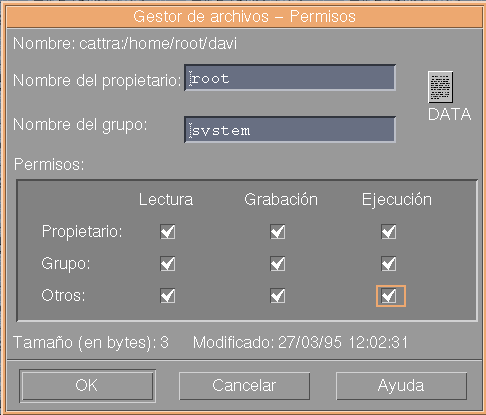 Gestor de archivos - Permisos
Nombre: cattra:/home/root/davi
Nombre del propietario: root
DATA
Nombre del grupo: system
Permisos:
Lectura Grabación Ejecución
Propietario:
Grupo:
Otros:
Tamaño (en bytes): 3 Modificado: 27/03/95 12:02:31
OK Cancelar Ayuda